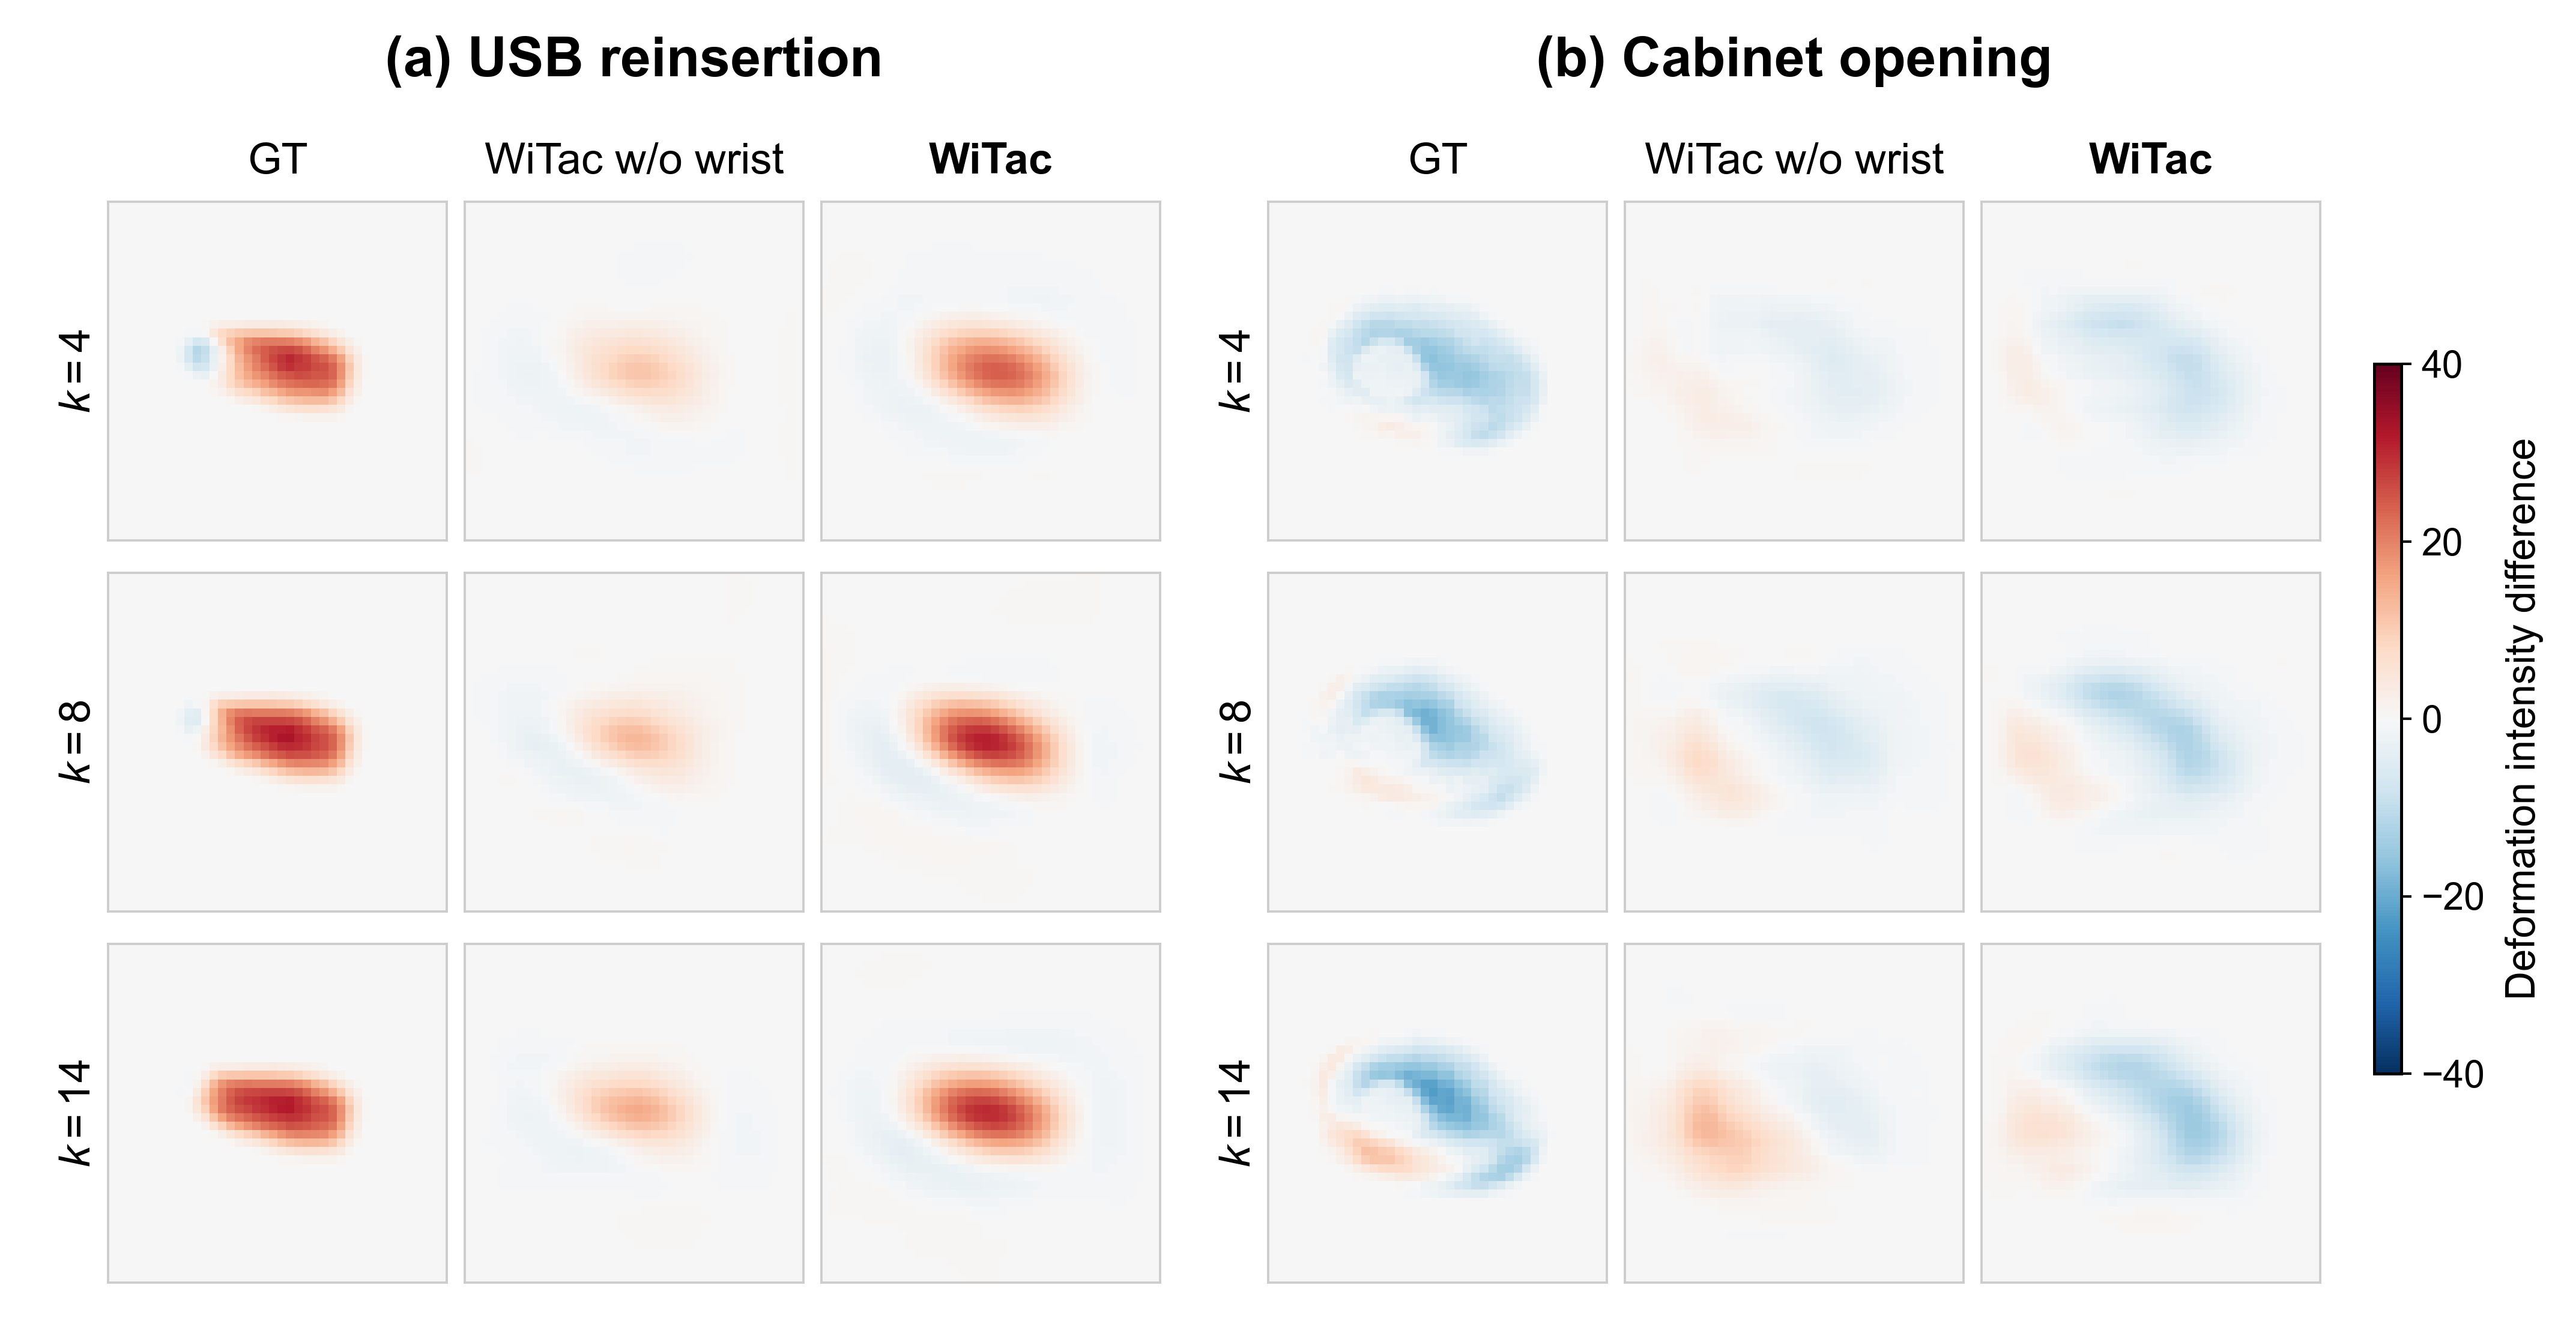 (a) USB reinsertion
(b) Cabinet opening
GT
WiTac w/o wrist
WiTac
GT
WiTac w/o wrist
WiTac
k = 4
k = 4
k = 8
k = 8
k = 14
k = 14
40
20
0
−20
−40
Deformation intensity difference